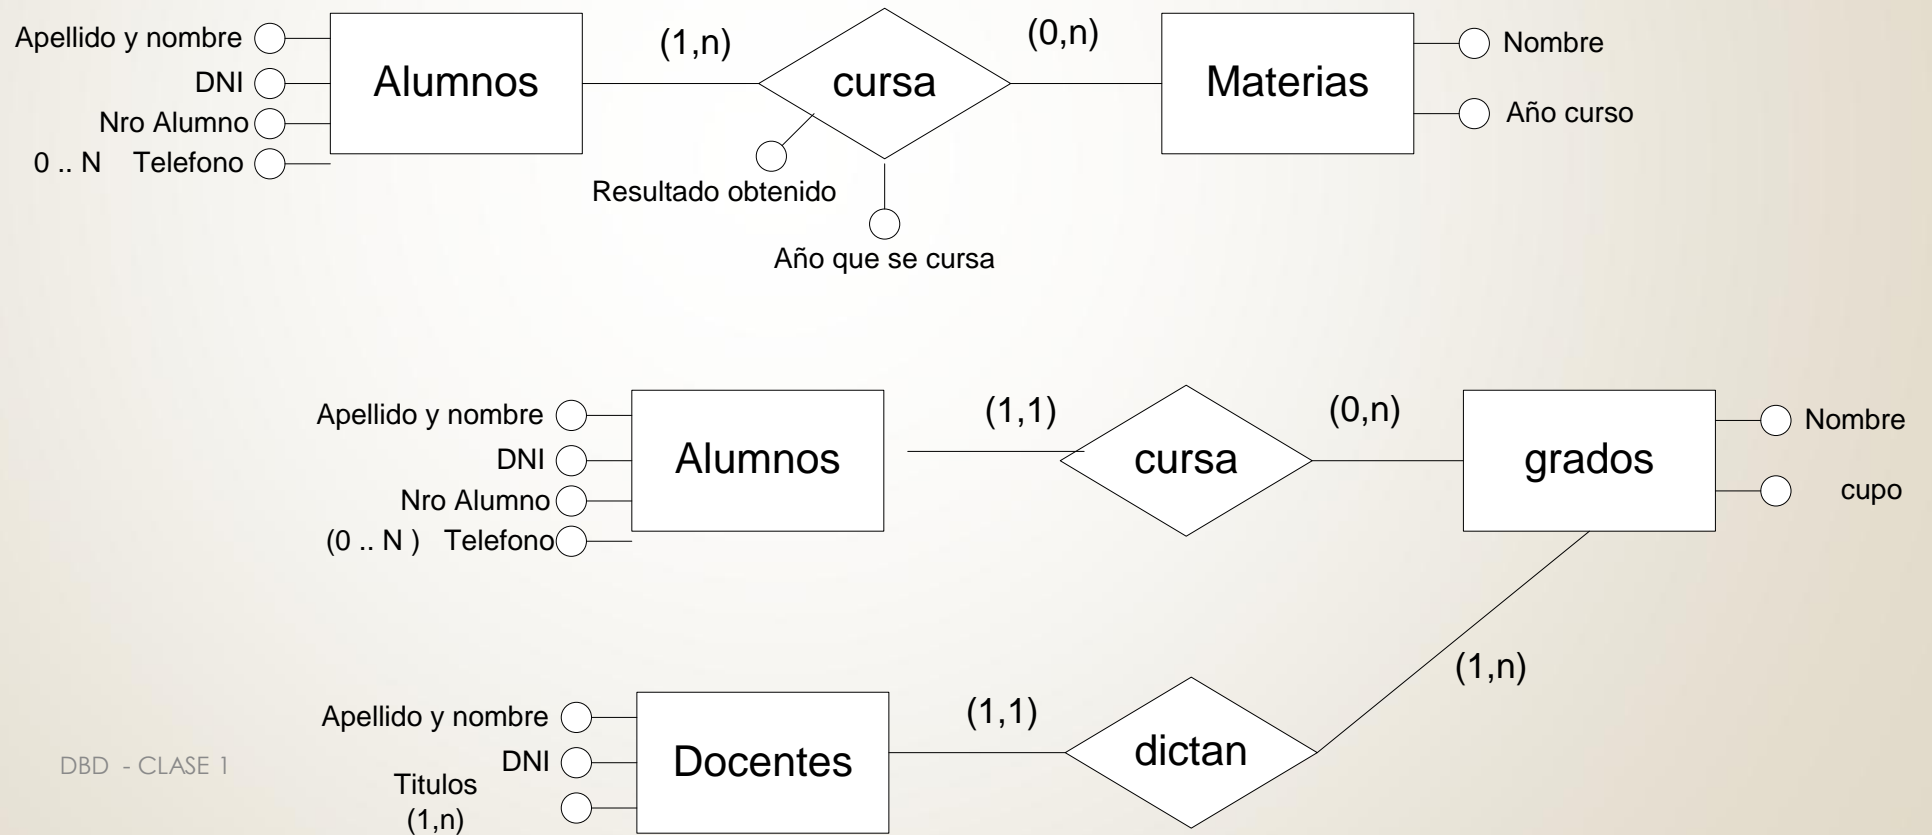 Apellido y nombre
DNI
Nro Alumno
0 .. N Telefono
Alumnos
(1,n)
cursa
(0,n)
Materias
Nombre
Año curso
Resultado obtenido
Año que se cursa
Apellido y nombre
DNI
Nro Alumno
(0 .. N ) Telefono
Alumnos
(1,1)
cursa
(0,n)
grados
Nombre
cupo
(1,n)
Apellido y nombre
DNI
Titulos
(1,n)
Docentes
(1,1)
dictan
DBD - CLASE 1